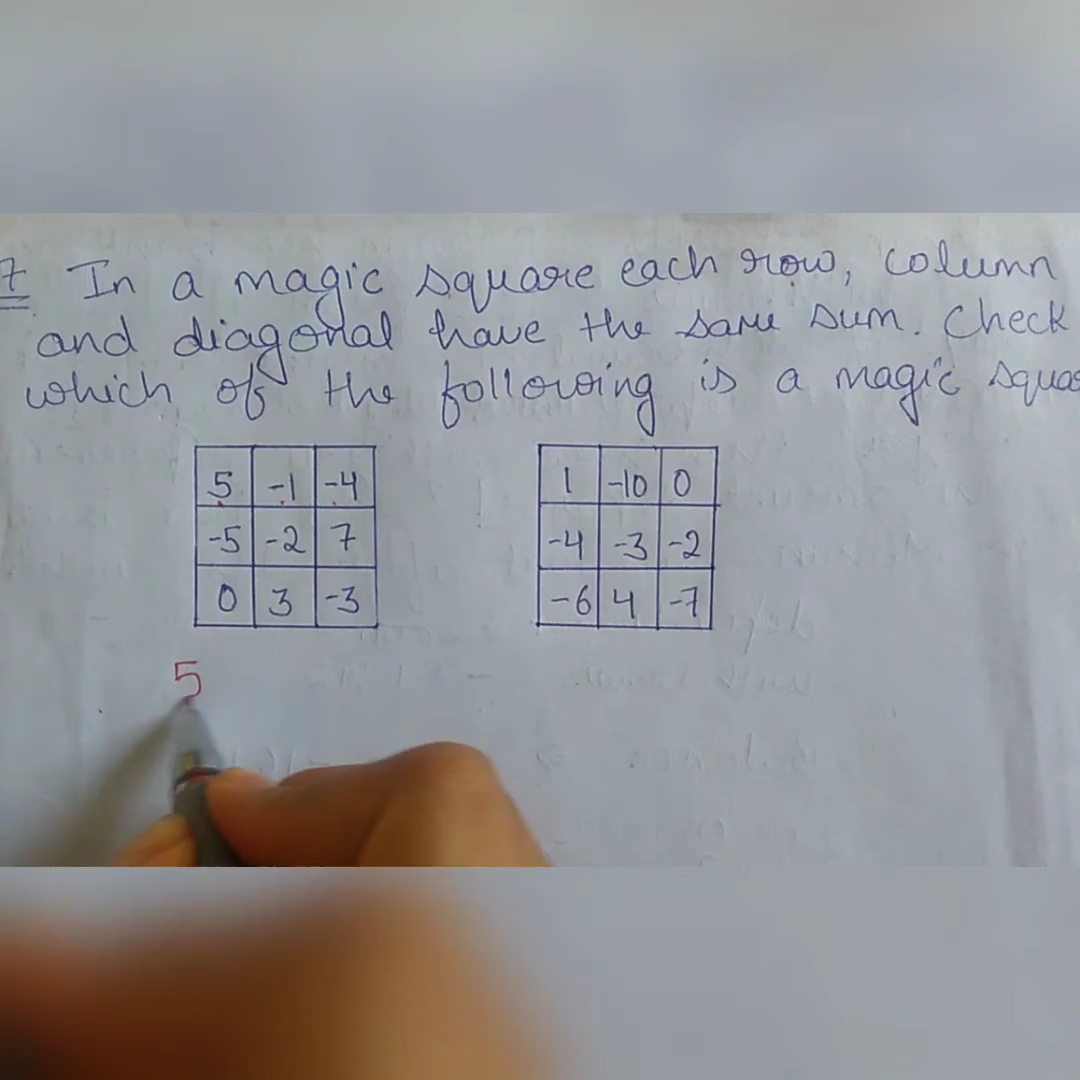 7 In a magic square each row, column
and diagonal have the same sum. Check
which of the following is a magic
5 -1 -4
-5 -2 7
0 3 -3
1 -10 0
-4 -3 -2
-6 4 -7
5